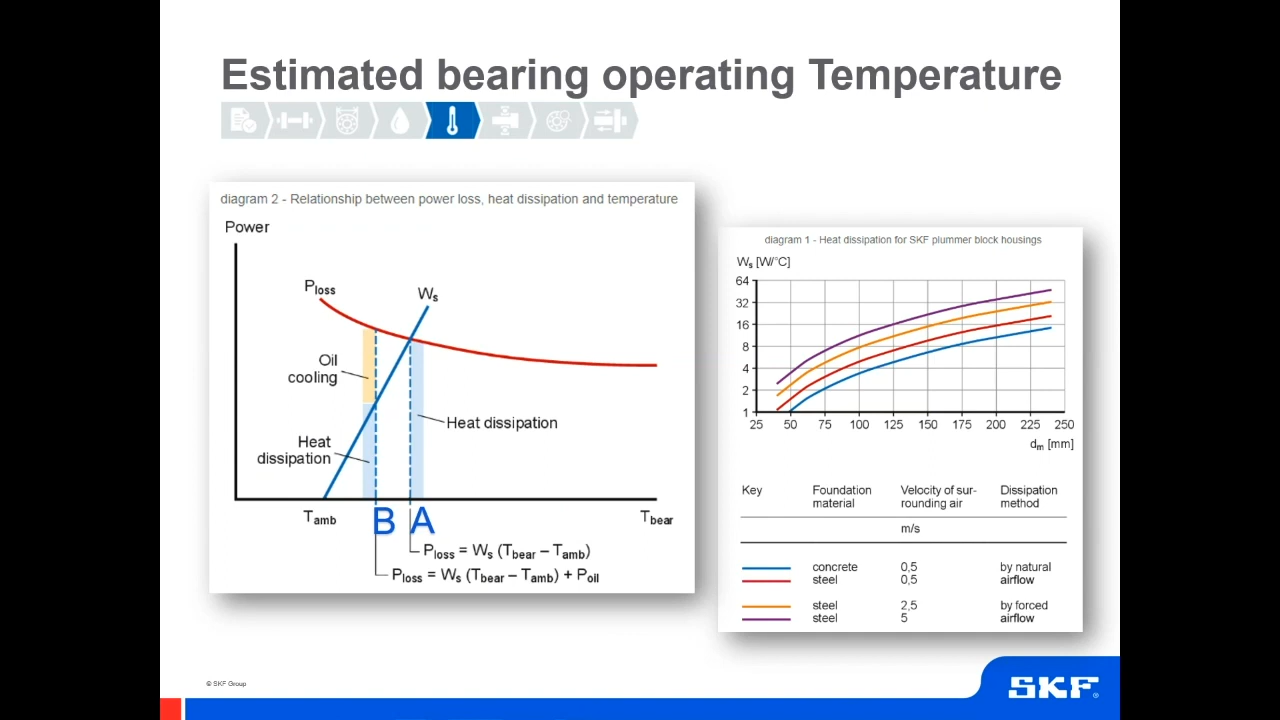 Estimated bearing operating Temperature
diagram 2 - Relationship between power loss, heat dissipation and temperature
Power
Ploss
Ws
Oil
cooling
Heat dissipation
Heat
dissipation
Tamb
B
A
Tbear
Ploss = Ws (Tbear – Tamb)
Ploss = Ws (Tbear – Tamb) + Poil
diagram 1 - Heat dissipation for SKF plummer block housings
Ws [W/°C]
64
32
16
8
4
2
1
25 50 75 100 125 150 175 200 225 250
dm [mm]
Key Foundation material Velocity of sur-rounding air Dissipation method
m/s
concrete 0,5 by natural
steel 0,5 airflow
steel 2,5 by forced
steel 5 airflow
© SKF Group
SKF®